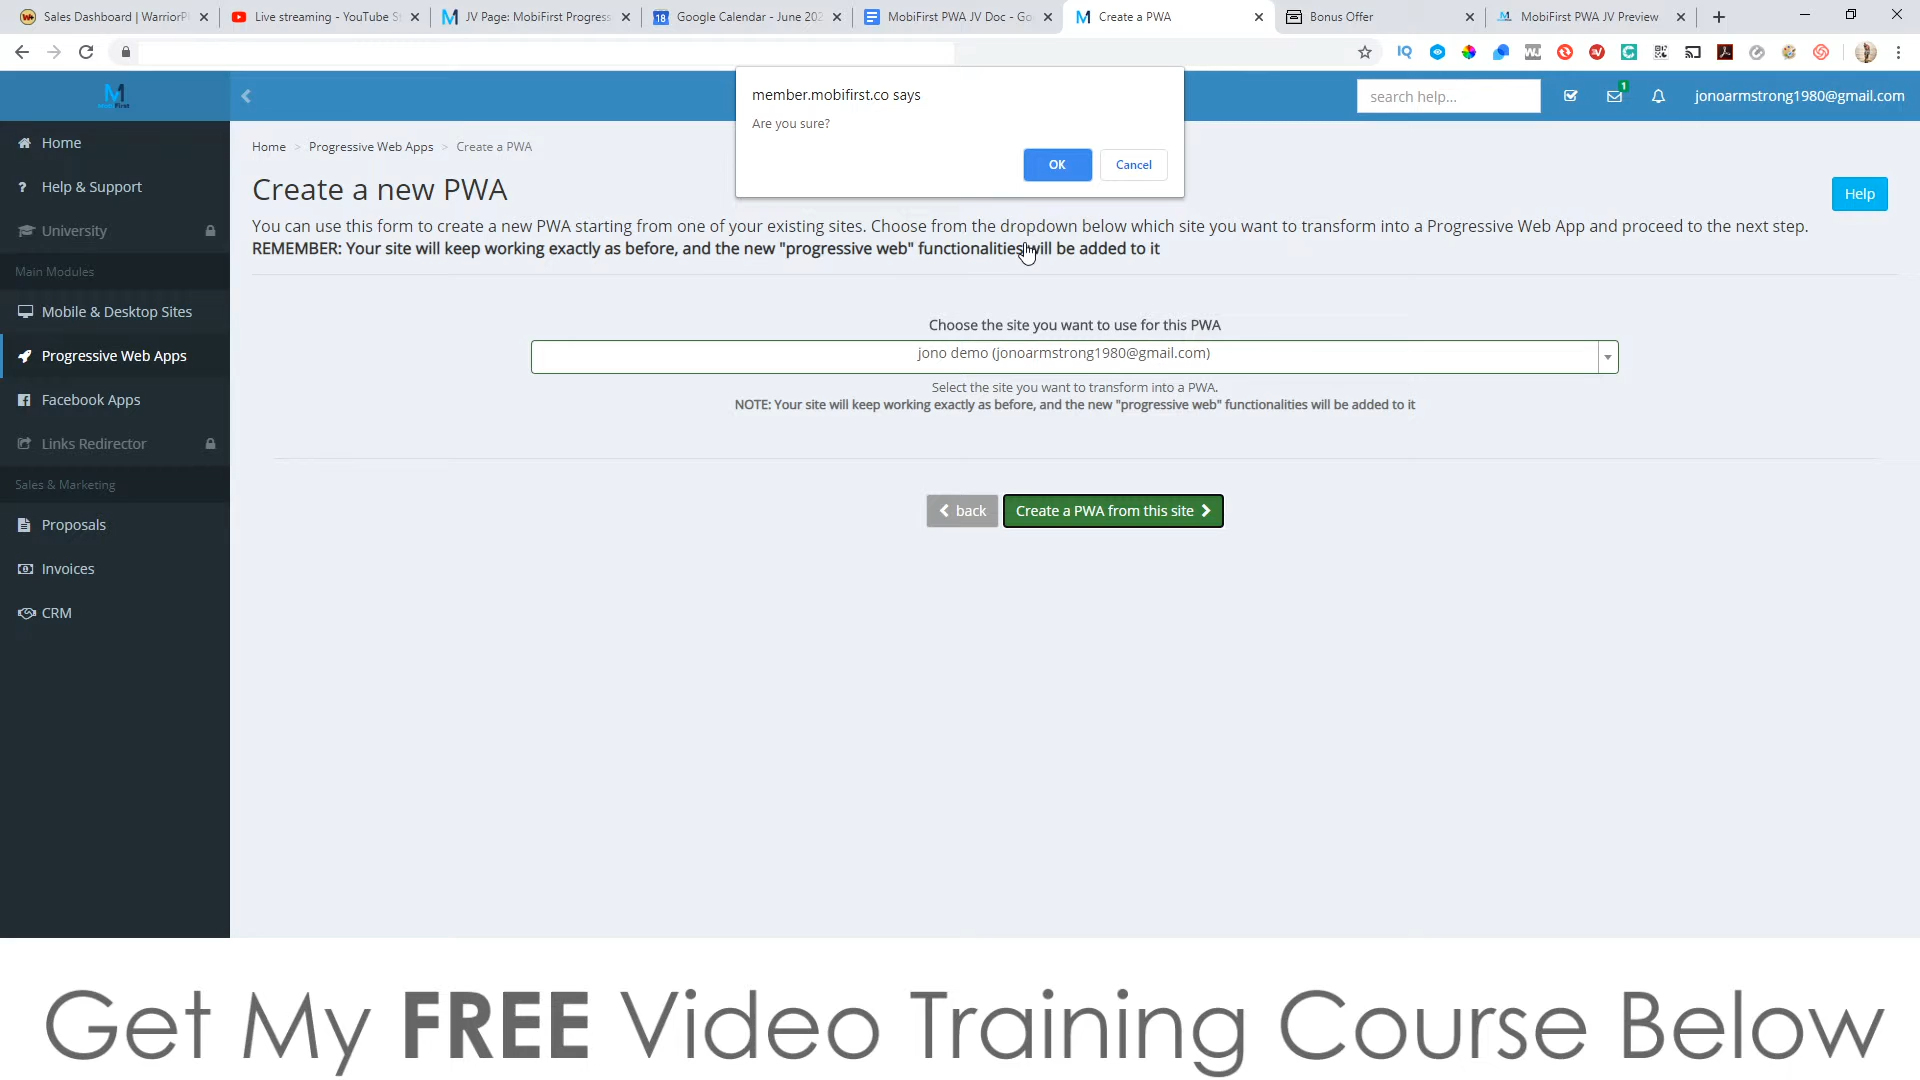 Sales Dashboard | WarriorPl
Live streaming - YouTube S
JV Page: MobiFirst Progress
Google Calendar - June 202
MobiFirst PWA JV Doc - Go
Create a PWA
Bonus Offer
MobiFirst PWA JV Preview
member.mobifirst.co says
Are you sure?
OK
Cancel
search help...
1
jonoarmstrong1980@gmail.com
Home
Help & Support
University
Main Modules
Mobile & Desktop Sites
Progressive Web Apps
Facebook Apps
Links Redirector
Sales & Marketing
Proposals
Invoices
CRM
Home > Progressive Web Apps > Create a PWA
Create a new PWA
Help
You can use this form to create a new PWA starting from one of your existing sites. Choose from the dropdown below which site you want to transform into a Progressive Web App and proceed to the next step.
REMEMBER: Your site will keep working exactly as before, and the new "progressive web" functionalities will be added to it
Choose the site you want to use for this PWA
jono demo (jonoarmstrong1980@gmail.com)
Select the site you want to transform into a PWA.
NOTE: Your site will keep working exactly as before, and the new "progressive web" functionalities will be added to it
back
Create a PWA from this site
Get My FREE Video Training Course Below